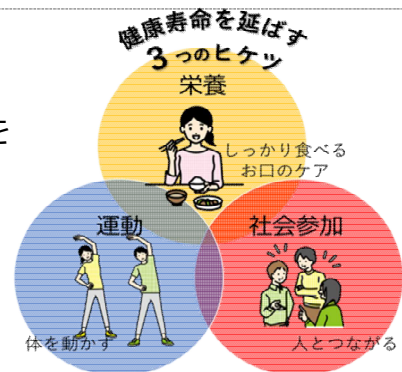 健康寿命を延ばす
３つのヒケツ
栄養
しっかり食べる
お口のケア
を
運動
社会参加
体を動かす
人とつながる